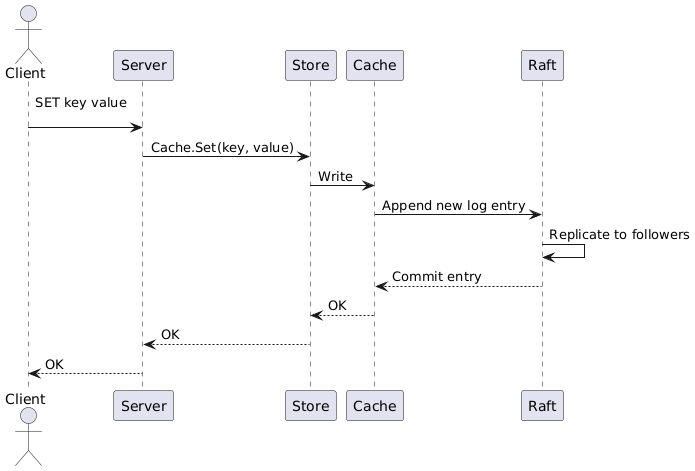 Client
Server
Store
Cache
Raft
SET key value
Cache.Set(key, value)
Write
Append new log entry
Replicate to followers
Commit entry
OK
OK
OK
Client
Server
Store
Cache
Raft